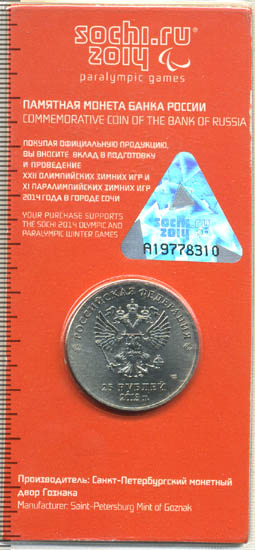 sochi.ru
2014
paralympic games
ПАМЯТНАЯ МОНЕТА БАНКА РОССИИ
COMMEMORATIVE COIN OF THE BANK OF RUSSIA
ПОКУПАЯ ОФИЦИАЛЬНУЮ ПРОДУКЦИЮ,
ВЫ ВНОСИТЕ ВКЛАД В ПОДГОТОВКУ
И ПРОВЕДЕНИЕ
XXII ОЛИМПИЙСКИХ ЗИМНИХ ИГР И
XI ПАРАЛИМПИЙСКИХ ЗИМНИХ ИГР
2014 ГОДА В ГОРОДЕ СОЧИ
YOUR PURCHASE SUPPORTS
THE SOCHI 2014 OLYMPIC AND
PARALYMPIC WINTER GAMES
sochi.ru
2014
A19778310
РОССИЙСКАЯ ФЕДЕРАЦИЯ
25 РУБЛЕЙ
Производитель: Санкт-Петербургский монетный
двор Гознака
Manufacturer: Saint-Petersburg Mint of Goznak